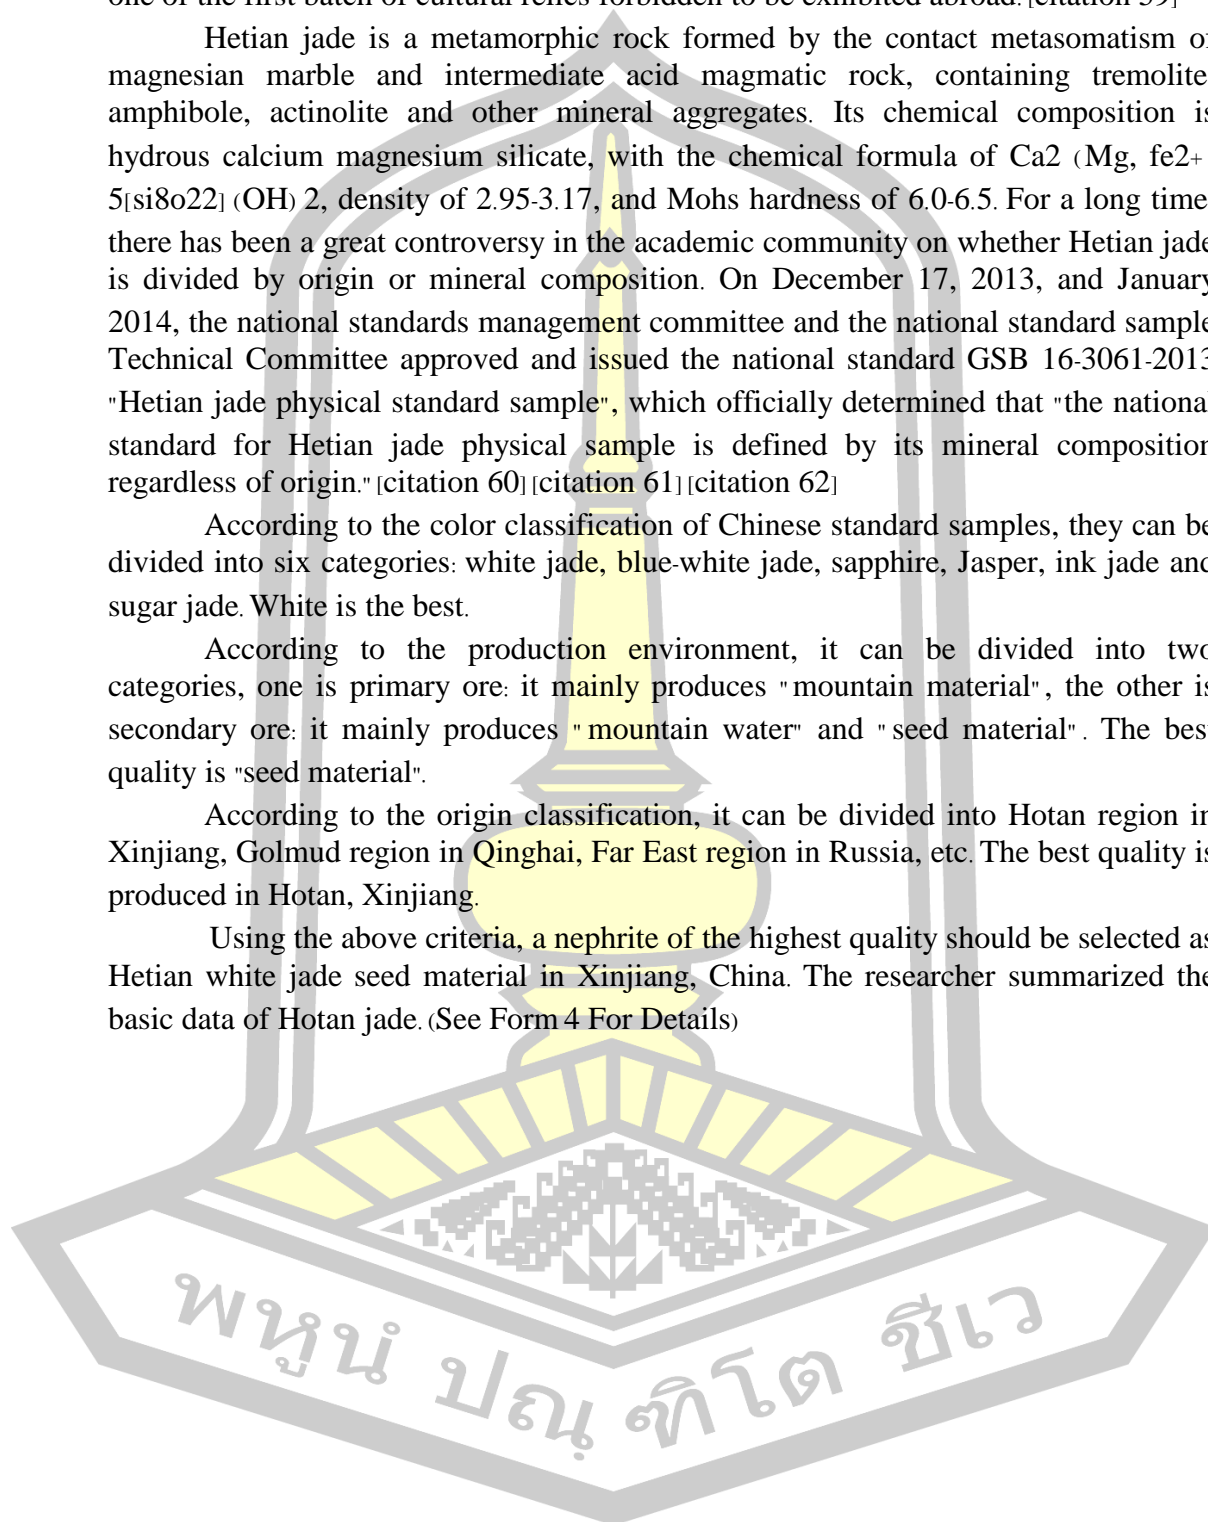 one of the first batch of cultural relics forbidden to be exhibited abroad. [citation 59]
Hetian jade is a metamorphic rock formed by the contact metasomatism of
magnesian marble and intermediate acid magmatic rock, containing tremolite
amphibole, actinolite and other mineral aggregates. Its chemical composition is
hydrous calcium magnesium silicate, with the chemical formula of Ca2 (Mg, fe2+
5[si8o22] (OH) 2, density of 2.95-3.17, and Mohs hardness of 6.0-6.5. For a long time
there has been a great controversy in the academic community on whether Hetian jade
is divided by origin or mineral composition. On December 17, 2013, and January
2014, the national standards management committee and the national standard sample
Technical Committee approved and issued the national standard GSB 16-3061-2013
"Hetian jade physical standard sample", which officially determined that "the national
standard for Hetian jade physical sample is defined by its mineral composition
regardless of origin." [citation 60] [citation 61] [citation 62]
According to the color classification of Chinese standard samples, they can be
divided into six categories: white jade, blue-white jade, sapphire, Jasper, ink jade and
sugar jade. White is the best.
According to the production environment, it can be divided into two
categories, one is primary ore: it mainly produces "mountain material", the other is
secondary ore: it mainly produces "mountain water" and "seed material". The best
quality is "seed material".
According to the origin classification, it can be divided into Hotan region in
Xinjiang, Golmud region in Qinghai, Far East region in Russia, etc. The best quality is
produced in Hotan, Xinjiang.
Using the above criteria, a nephrite of the highest quality should be selected as
Hetian white jade seed material in Xinjiang, China. The researcher summarized the
basic data of Hotan jade. (See Form 4 For Details)
พหูนํ ปณฺฑิโต ชีเว